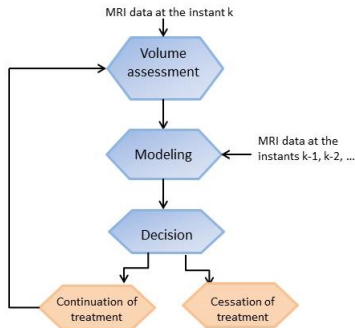 MRI data at the instant k
Volume
assessment
Modeling
MRI data at the
instants k-1, k-2, ...
Decision
Continuation of
treatment
Cessation of
treatment